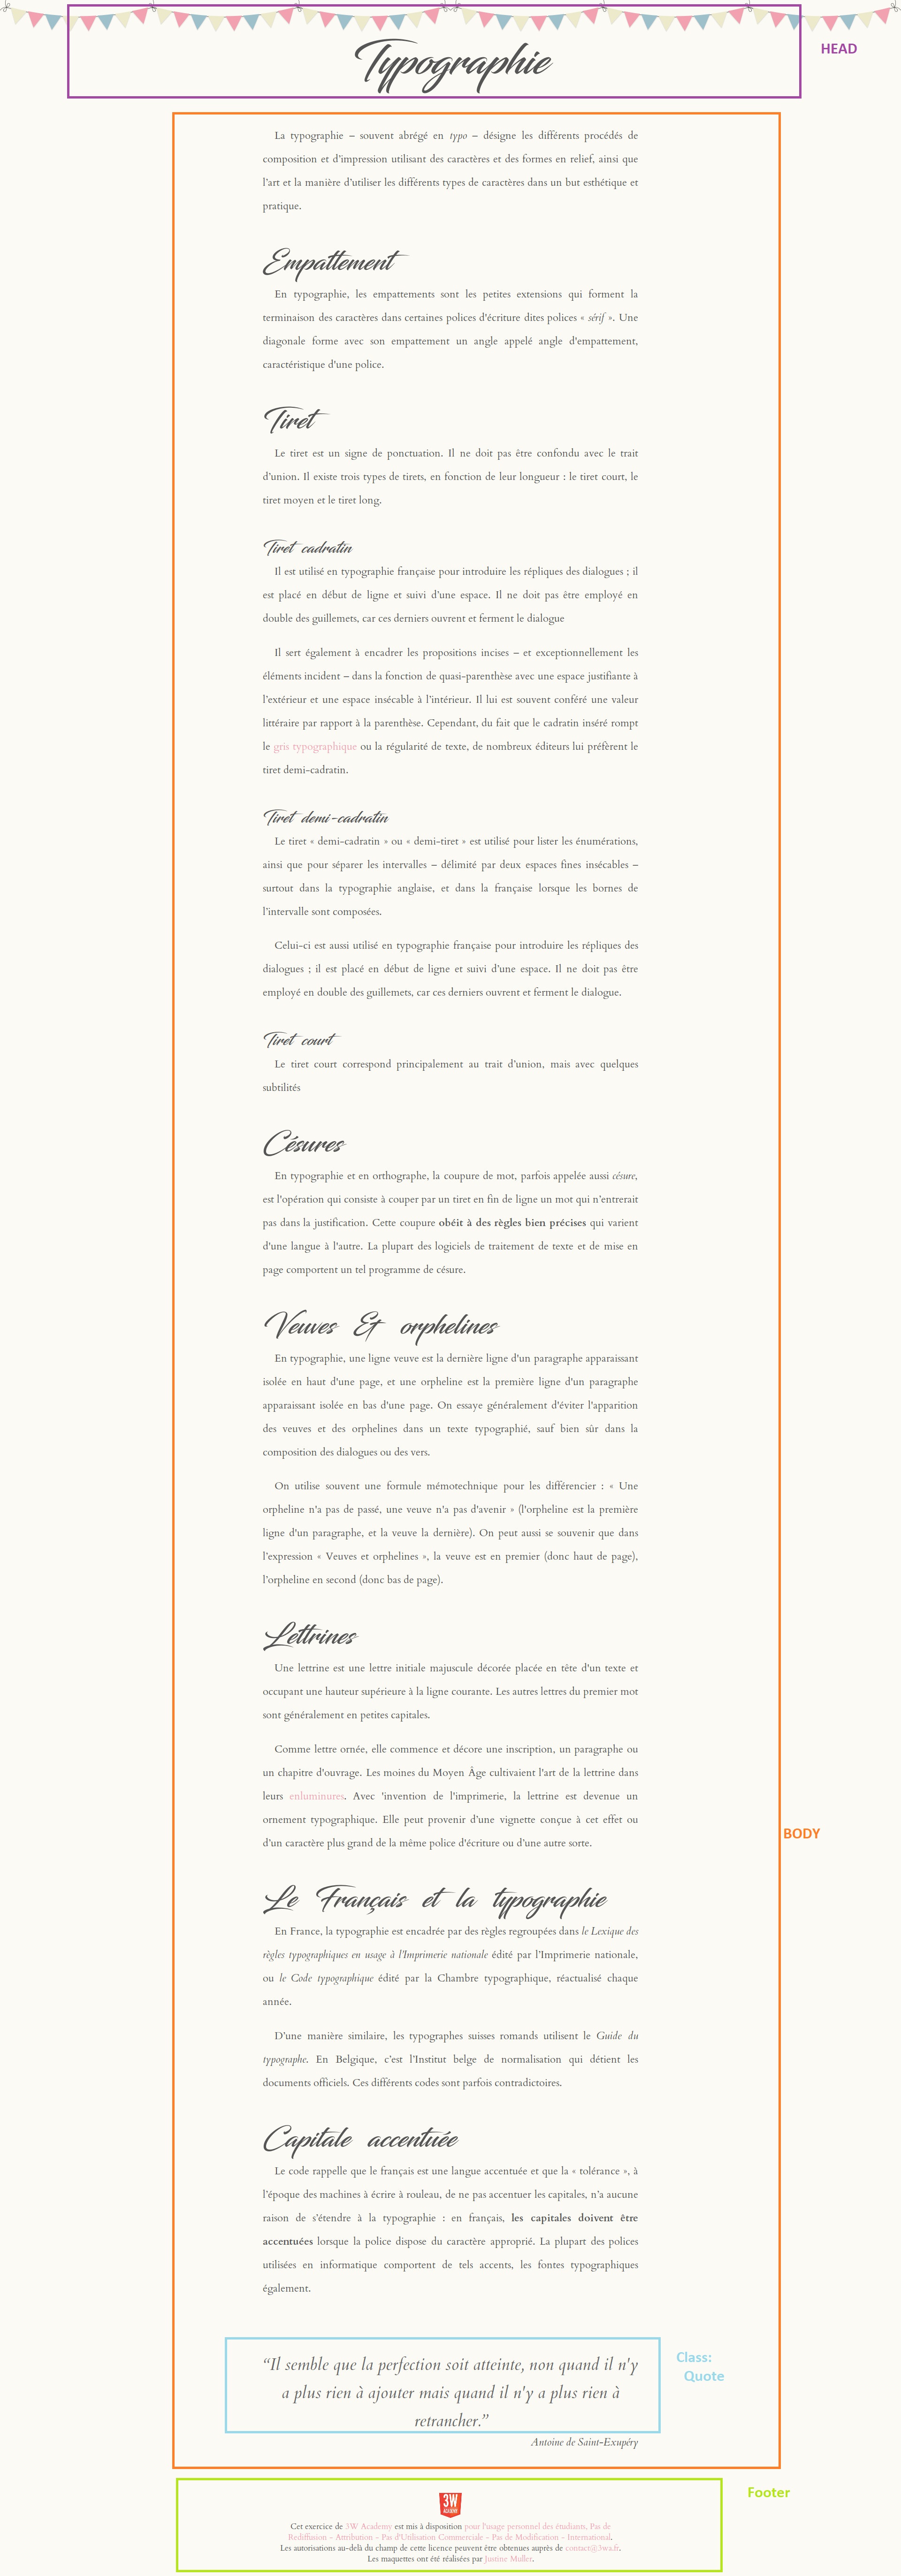 Typographie
HEAD
La typographie – souvent abrégé en typo – désigne les différents procédés de
composition et d’impression utilisant des caractères et des formes en relief, ainsi que
l’art et la manière d’utiliser les différents types de caractères dans un but esthétique et
pratique.
Empattement
En typographie, les empattements sont les petites extensions qui forment la
terminaison des caractères dans certaines polices d'écriture dites polices « sérif ». Une
diagonale forme avec son empattement un angle appelé angle d'empattement,
caractéristique d'une police.
Tiret
Le tiret est un signe de ponctuation. Il ne doit pas être confondu avec le trait
d’union. Il existe trois types de tirets, en fonction de leur longueur : le tiret court, le
tiret moyen et le tiret long.
Tiret cadratin
Il est utilisé en typographie française pour introduire les répliques des dialogues ; il
est placé en début de ligne et suivi d’une espace. Il ne doit pas être employé en
double des guillemets, car ces derniers ouvrent et ferment le dialogue
Il sert également à encadrer les propositions incises – et exceptionnellement les
éléments incident – dans la fonction de quasi-parenthèse avec une espace justifiante à
l’extérieur et une espace insécable à l’intérieur. Il lui est souvent conféré une valeur
littéraire par rapport à la parenthèse. Cependant, du fait que le cadratin inséré rompt
le gris typographique ou la régularité de texte, de nombreux éditeurs lui préfèrent le
tiret demi-cadratin.
Tiret demi-cadratin
Le tiret « demi-cadratin » ou « demi-tiret » est utilisé pour lister les énumérations,
ainsi que pour séparer les intervalles – délimité par deux espaces fines insécables –
surtout dans la typographie anglaise, et dans la française lorsque les bornes de
l’intervalle sont composées.
Celui-ci est aussi utilisé en typographie française pour introduire les répliques des
dialogues ; il est placé en début de ligne et suivi d’une espace. Il ne doit pas être
employé en double des guillemets, car ces derniers ouvrent et ferment le dialogue.
Tiret court
Le tiret court correspond principalement au trait d’union, mais avec quelques
subtilités
Césures
En typographie et en orthographe, la coupure de mot, parfois appelée aussi césure,
est l'opération qui consiste à couper par un tiret en fin de ligne un mot qui n’entrerait
pas dans la justification. Cette coupure obéit à des règles bien précises qui varient
d'une langue à l'autre. La plupart des logiciels de traitement de texte et de mise en
page comportent un tel programme de césure.
Veuves Et orphelines
En typographie, une ligne veuve est la dernière ligne d'un paragraphe apparaissant
isolée en haut d'une page, et une orpheline est la première ligne d'un paragraphe
apparaissant isolée en bas d'une page. On essaye généralement d'éviter l'apparition
des veuves et des orphelines dans un texte typographié, sauf bien sûr dans la
composition des dialogues ou des vers.
On utilise souvent une formule mémotechnique pour les différencier : « Une
orpheline n'a pas de passé, une veuve n'a pas d'avenir » (l'orpheline est la première
ligne d'un paragraphe, et la veuve la dernière). On peut aussi se souvenir que dans
l’expression « Veuves et orphelines », la veuve est en premier (donc haut de page),
l’orpheline en second (donc bas de page).
Lettrines
Une lettrine est une lettre initiale majuscule décorée placée en tête d'un texte et
occupant une hauteur supérieure à la ligne courante. Les autres lettres du premier mot
sont généralement en petites capitales.
Comme lettre ornée, elle commence et décore une inscription, un paragraphe ou
un chapitre d'ouvrage. Les moines du Moyen Âge cultivaient l'art de la lettrine dans
leurs enluminures. Avec 'invention de l'imprimerie, la lettrine est devenue un
ornement typographique. Elle peut provenir d’une vignette conçue à cet effet ou
d’un caractère plus grand de la même police d'écriture ou d’une autre sorte.
BODY
Le Français et la typographie
En France, la typographie est encadrée par des règles regroupées dans le Lexique des
règles typographiques en usage à l’Imprimerie nationale édité par l’Imprimerie nationale,
ou le Code typographique édité par la Chambre typographique, réactualisé chaque
année.
D’une manière similaire, les typographes suisses romands utilisent le Guide du
typographe. En Belgique, c’est l’Institut belge de normalisation qui détient les
documents officiels. Ces différents codes sont parfois contradictoires.
Capitale accentuée
Le code rappelle que le français est une langue accentuée et que la « tolérance », à
l’époque des machines à écrire à rouleau, de ne pas accentuer les capitales, n’a aucune
raison de s’étendre à la typographie : en français, les capitales doivent être
accentuées lorsque la police dispose du caractère approprié. La plupart des polices
utilisées en informatique comportent de tels accents, les fontes typographiques
également.
“Il semble que la perfection soit atteinte, non quand il n'y
a plus rien à ajouter mais quand il n'y a plus rien à
retrancher.”
Class:
Quote
Antoine de Saint-Exupéry
Footer
3W
ACADEMY
Cet exercice de 3W Academy est mis à disposition pour l'usage personnel des étudiants. Pas de
Rediffusion - Attribution - Pas d'Utilisation Commerciale - Pas de Modification - International.
Les autorisations au-delà du champ de cette licence peuvent être obtenues auprès de contact@3wa.fr.
Les maquettes ont été réalisées par Justine Muller.